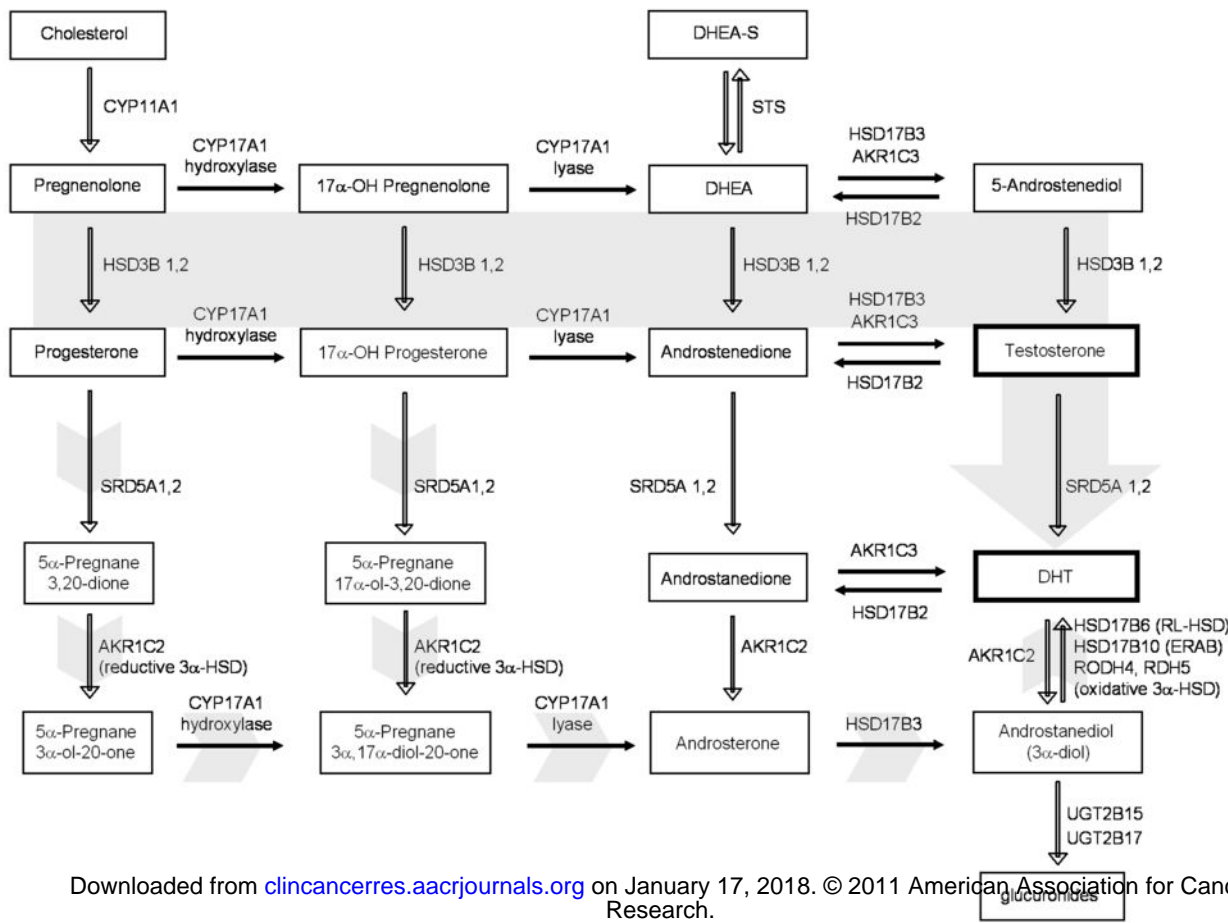 Cholesterol
DHEA-S
CYP11A1
STS
CYP17A1
hydroxylase
CYP17A1
lyase
HSD17B3
AKR1C3
Pregnenolone
17α-OH Pregnenolone
DHEA
5-Androstenediol
HSD17B2
HSD3B 1,2
HSD3B 1,2
HSD3B 1,2
HSD3B 1,2
CYP17A1
hydroxylase
CYP17A1
lyase
HSD17B3
AKR1C3
Progesterone
17α-OH Progesterone
Androstenedione
Testosterone
HSD17B2
SRD5A1,2
SRD5A1,2
SRD5A 1,2
SRD5A 1,2
5α-Pregnane
3,20-dione
5α-Pregnane
17α-ol-3,20-dione
Androstanedione
AKR1C3
HSD17B2
DHT
AKR1C2
(reductive 3α-HSD)
AKR1C2
(reductive 3α-HSD)
AKR1C2
AKR1C2
HSD17B6 (RL-HSD)
HSD17B10 (ERAB)
RODH4, RDH5
(oxidative 3α-HSD)
CYP17A1
hydroxylase
CYP17A1
lyase
HSD17B3
5α-Pregnane
3α-ol-20-one
5α-Pregnane
3α,17α-diol-20-one
Androsterone
Androstanediol
(3α-diol)
UGT2B15
UGT2B17
glucuronides
Downloaded from clincancerres.aacrjournals.org on January 17, 2018. © 2011 American Association for Canc
Research.